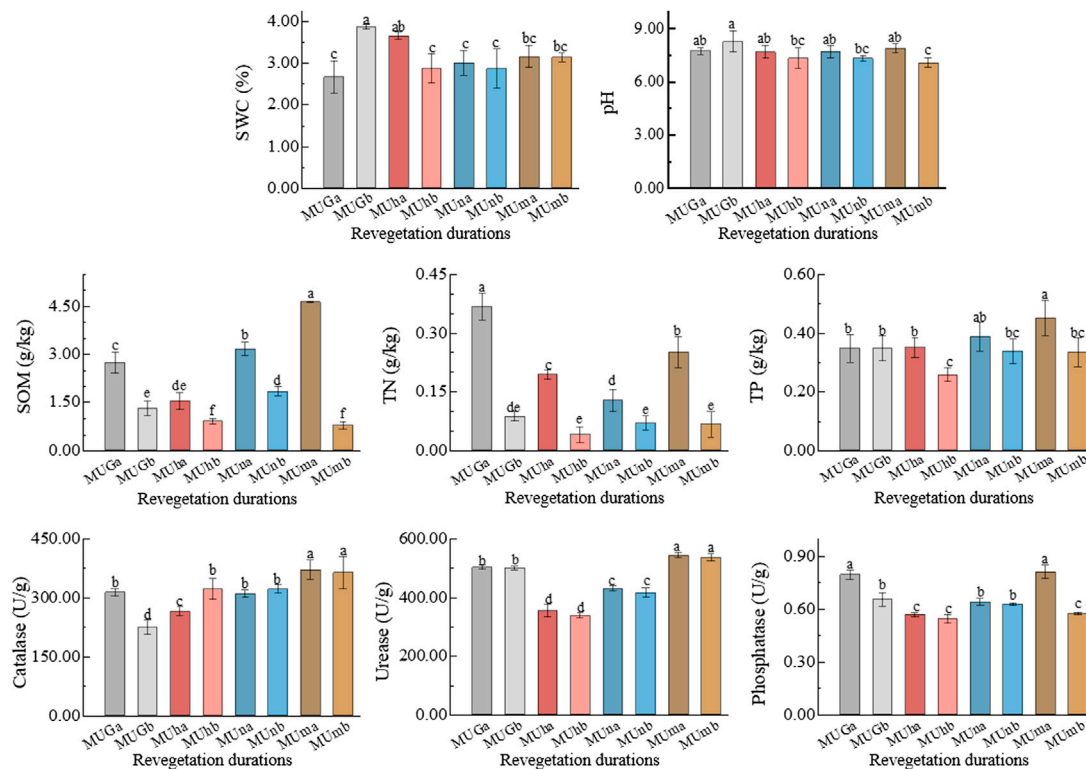 SWC (%)
4.00
3.00
2.00
1.00
0.00
c
a
a
c
c
c
bc
bc
MUGa MUGb MUha MUhb MUna MUnb MUma MUmb
Revegetation durations
pH
9.00
6.00
3.00
0.00
ab
a
ab
bc
ab
bc
ab
c
MUGa MUGb MUha MUhb MUna MUnb MUma MUmb
Revegetation durations
SOM (g/kg)
4.50
3.00
1.50
0.00
c
e
de
f
a
d
a
f
MUGa MUGb MUha MUhb MUna MUnb MUma MUmb
Revegetation durations
TN (g/kg)
0.45
0.30
0.15
0.00
a
de
c
e
d
e
b
e
MUGa MUGb MUha MUhb MUna MUnb MUma MUmb
Revegetation durations
TP (g/kg)
0.60
0.40
0.20
0.00
b
b
b
c
ab
bc
a
bc
MUGa MUGb MUha MUhb MUna MUnb MUma MUmb
Revegetation durations
Catalase (U/g)
450.00
300.00
150.00
0.00
b
d
c
b
b
b
a
a
MUGa MUGb MUha MUhb MUna MUnb MUma MUmb
Revegetation durations
Urease (U/g)
600.00
400.00
200.00
0.00
b
b
d
d
c
c
a
a
MUGa MUGb MUha MUhb MUna MUnb MUma MUmb
Revegetation durations
Phosphatase (U/g)
0.90
0.60
0.30
0.00
a
b
c
c
b
b
a
c
MUGa MUGb MUha MUhb MUna MUnb MUma MUmb
Revegetation durations